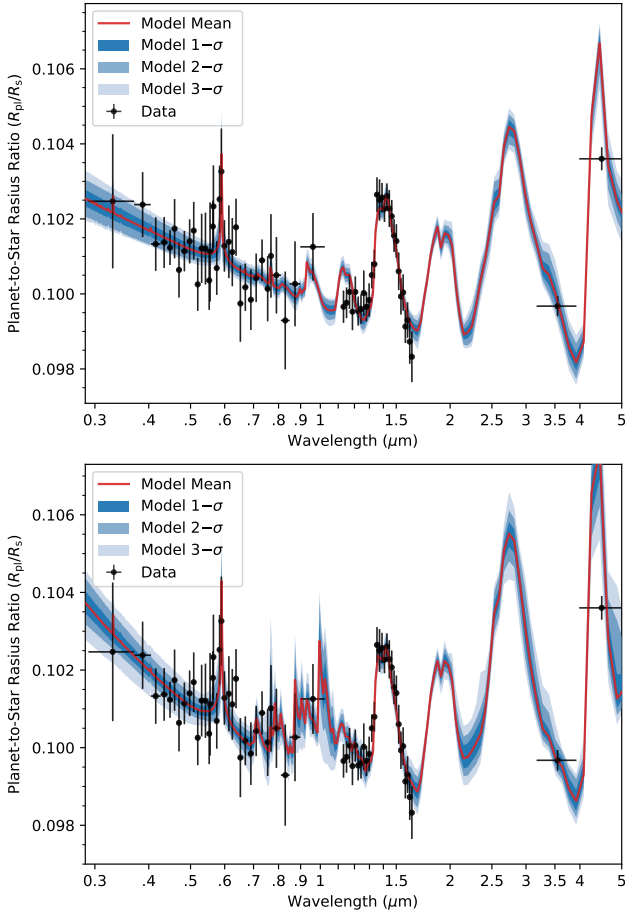 Planet-to-Star Rasius Ratio (Rpl/Rs)
0.106
0.104
0.102
0.100
0.098
Model Mean
Model 1−σ
Model 2−σ
Model 3−σ
Data
0.3 .4 .5 .6 .7 .8 .9 1 1.5 2 2.5 3 3.5 4 5
Wavelength (μm)
Planet-to-Star Rasius Ratio (Rpl/Rs)
0.106
0.104
0.102
0.100
0.098
Model Mean
Model 1−σ
Model 2−σ
Model 3−σ
Data
0.3 .4 .5 .6 .7 .8 .9 1 1.5 2 2.5 3 3.5 4 5
Wavelength (μm)